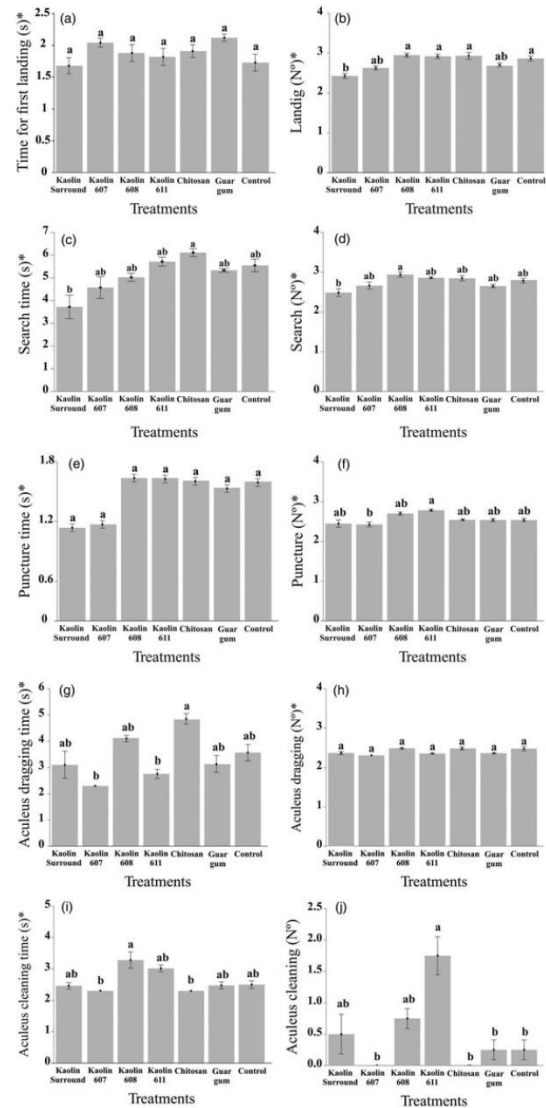 (a)
Time for first landing (s)*
2.5
2
1.5
1
0.5
0
a a a a a a a
Kaolin Surround
Kaolin 607
Kaolin 608
Kaolin 611
Chitosan
Guar gum
Control
Treatments
(b)
Landig (Nº)*
4
3
2
1
0
b ab a a a ab a
Kaolin Surround
Kaolin 607
Kaolin 608
Kaolin 611
Chitosan
Guar gum
Control
Treatments
(c)
Search time (s)*
7
6
5
4
3
2
1
0
b ab ab ab a ab ab
Kaolin Surround
Kaolin 607
Kaolin 608
Kaolin 611
Chitosan
Guar gum
Control
Treatments
(d)
Search (Nº)*
4
3
2
1
0
b ab a ab ab ab ab
Kaolin Surround
Kaolin 607
Kaolin 608
Kaolin 611
Chitosan
Guar gum
Control
Treatments
(e)
Puncture time (s)*
1.8
1.2
0.6
0
a a a a a a a
Kaolin Surround
Kaolin 607
Kaolin 608
Kaolin 611
Chitosan
Guar gum
Control
Treatments
(f)
Puncture (Nº)*
4
3
2
1
0
ab b ab a ab ab ab
Kaolin Surround
Kaolin 607
Kaolin 608
Kaolin 611
Chitosan
Guar gum
Control
Treatments
(g)
Aculeus dragging time (s)*
6
5
4
3
2
1
0
ab b ab b a ab ab
Kaolin Surround
Kaolin 607
Kaolin 608
Kaolin 611
Chitosan
Guar gum
Control
Treatments
(h)
Aculeus dragging (Nº)*
4
3
2
1
0
a a a a a a a
Kaolin Surround
Kaolin 607
Kaolin 608
Kaolin 611
Chitosan
Guar gum
Control
Treatments
(i)
Aculeus cleaning time (s)*
5
4
3
2
1
0
ab b a ab b ab ab
Kaolin Surround
Kaolin 607
Kaolin 608
Kaolin 611
Chitosan
Guar gum
Control
Treatments
(j)
Aculeus cleaning (Nº)
2.5
2.0
1.5
1.0
0.5
0.0
ab b ab a b b b
Kaolin Surround
Kaolin 607
Kaolin 608
Kaolin 611
Chitosan
Guar gum
Control
Treatments